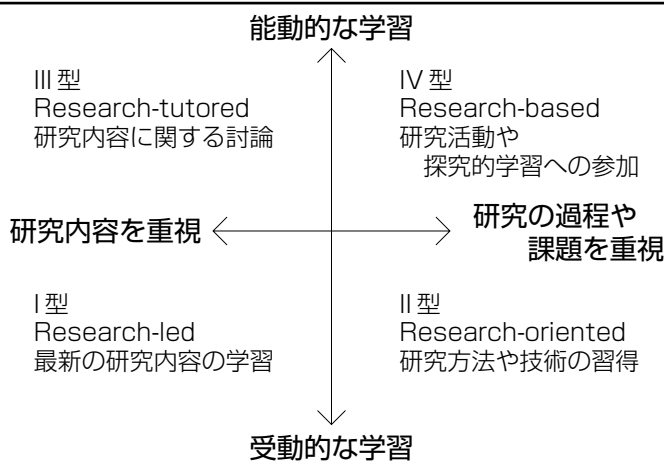 能動的な学習
III 型
Research-tutored
研究内容に関する討論
IV 型
Research-based
研究活動や
探究的学習への参加
研究内容を重視
研究の過程や
課題を重視
I 型
Research-led
最新の研究内容の学習
II 型
Research-oriented
研究方法や技術の習得
受動的な学習